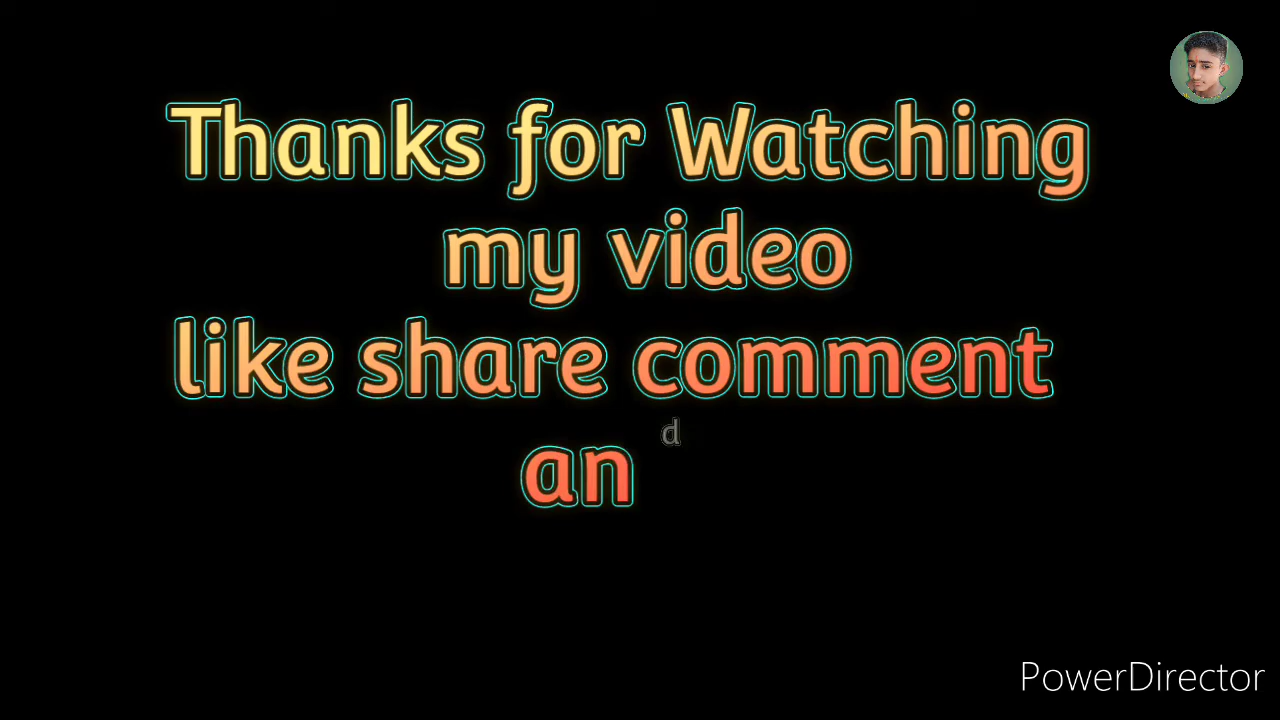 Thanks for Watching
my video
like share comment
an d
PowerDirector